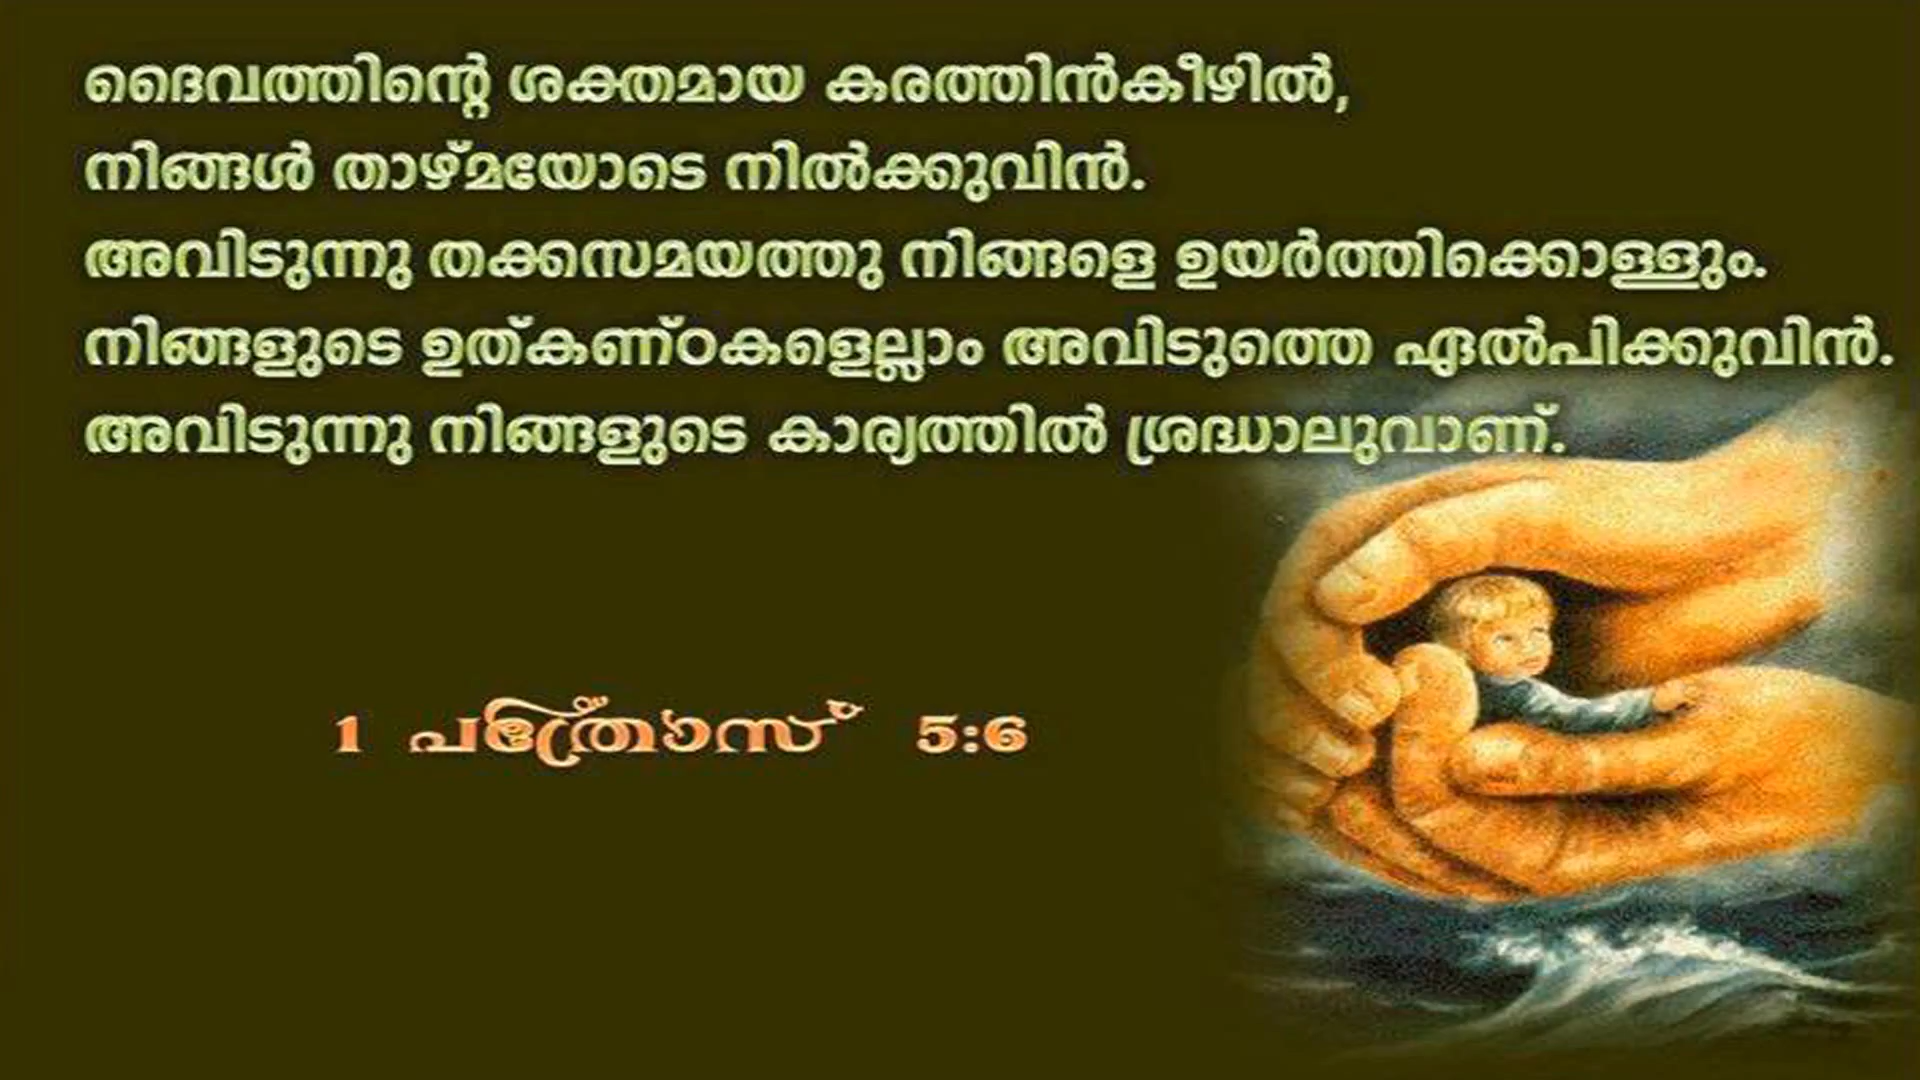 ദൈവത്തിന്റെ ശക്തമായ കരത്തിൻകീഴിൽ,
നിങ്ങൾ താഴ്മയോടെ നിൽക്കുവിൻ.
അവിടുന്നു തക്കസമയത്തു നിങ്ങളെ ഉയർത്തിക്കൊള്ളും.
നിങ്ങളുടെ ഉത്കണ്ഠകളെല്ലാം അവിടുത്തെ ഏൽപിക്കുവിൻ.
അവിടുന്നു നിങ്ങളുടെ കാര്യത്തിൽ ശ്രദ്ധാലുവാണ്.
1 പത്രോസ് 5:6